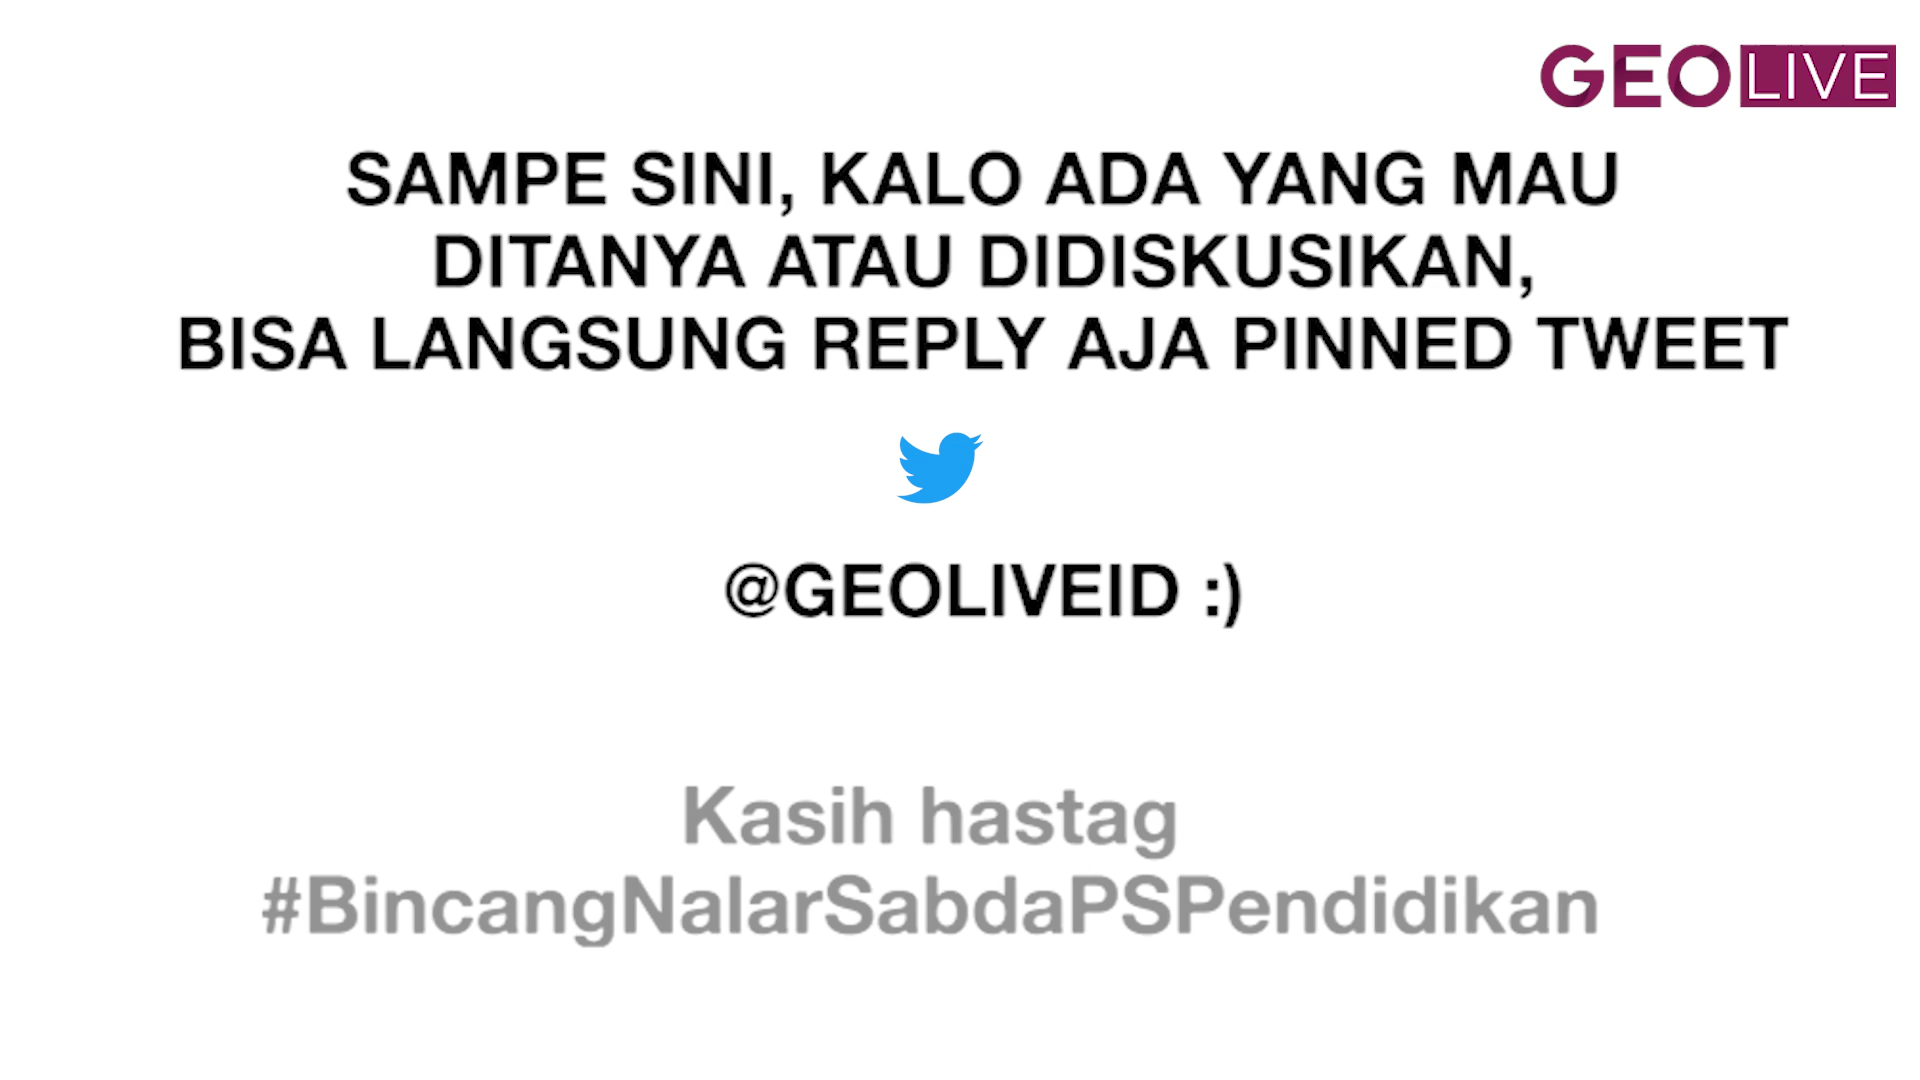 GEOLIVE
SAMPE SINI, KALO ADA YANG MAU
DITANYA ATAU DIDISKUSIKAN,
BISA LANGSUNG REPLY AJA PINNED TWEET
@GEOLIVEID :)
Kasih hastag
#BincangNalarSabdaPSPendidikan